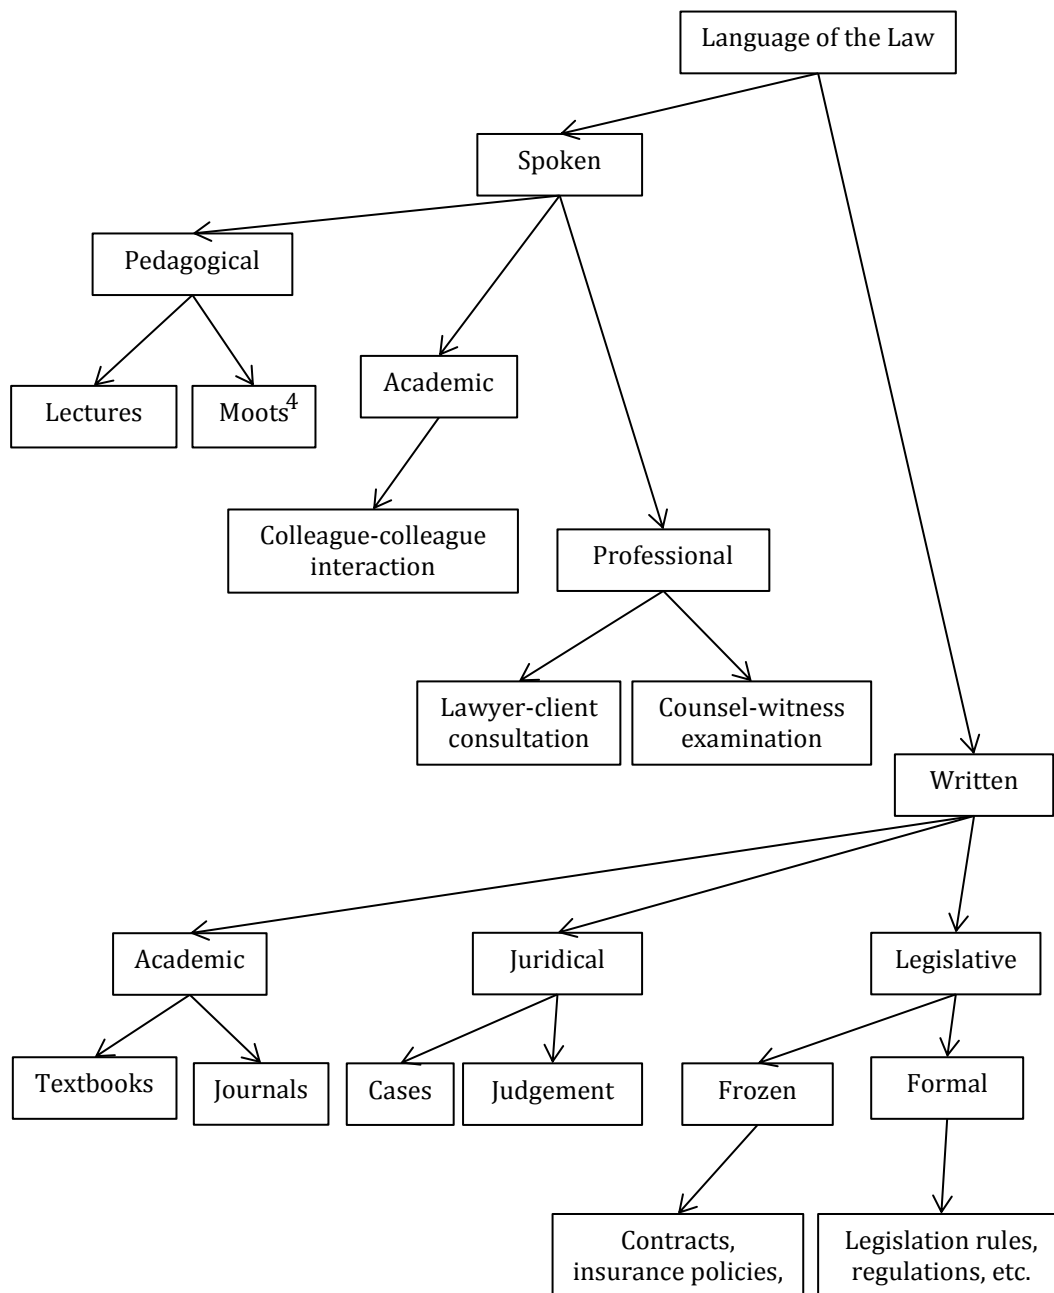 Language of the Law
Spoken
Pedagogical
Academic
Lectures
Moots4
Colleague-colleague
interaction
Professional
Lawyer-client
consultation
Counsel-witness
examination
Written
Academic
Juridical
Legislative
Textbooks
Journals
Cases
Judgement
Frozen
Formal
Contracts,
insurance policies,
Legislation rules,
regulations, etc.